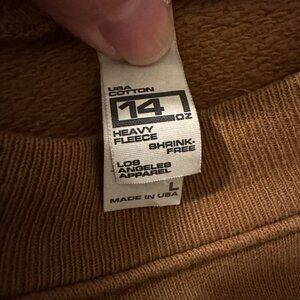 USA
COTTON
14 OZ
HEAVY
FLEECE
SHRINK-
FREE
LOS
ANGELES
APPAREL
L
MADE IN USA